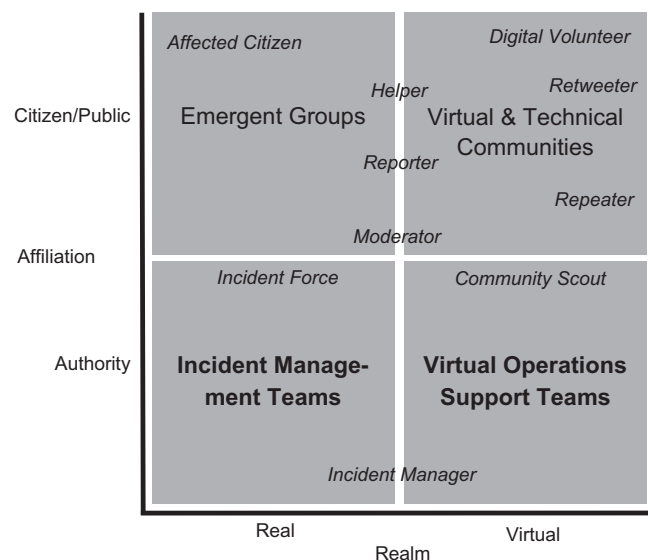 Affected Citizen
Digital Volunteer
Helper
Retweeter
Citizen/Public
Emergent Groups
Virtual & Technical
Communities
Reporter
Repeater
Moderator
Affiliation
Incident Force
Community Scout
Authority
Incident Manage-
ment Teams
Virtual Operations
Support Teams
Incident Manager
Real
Virtual
Realm